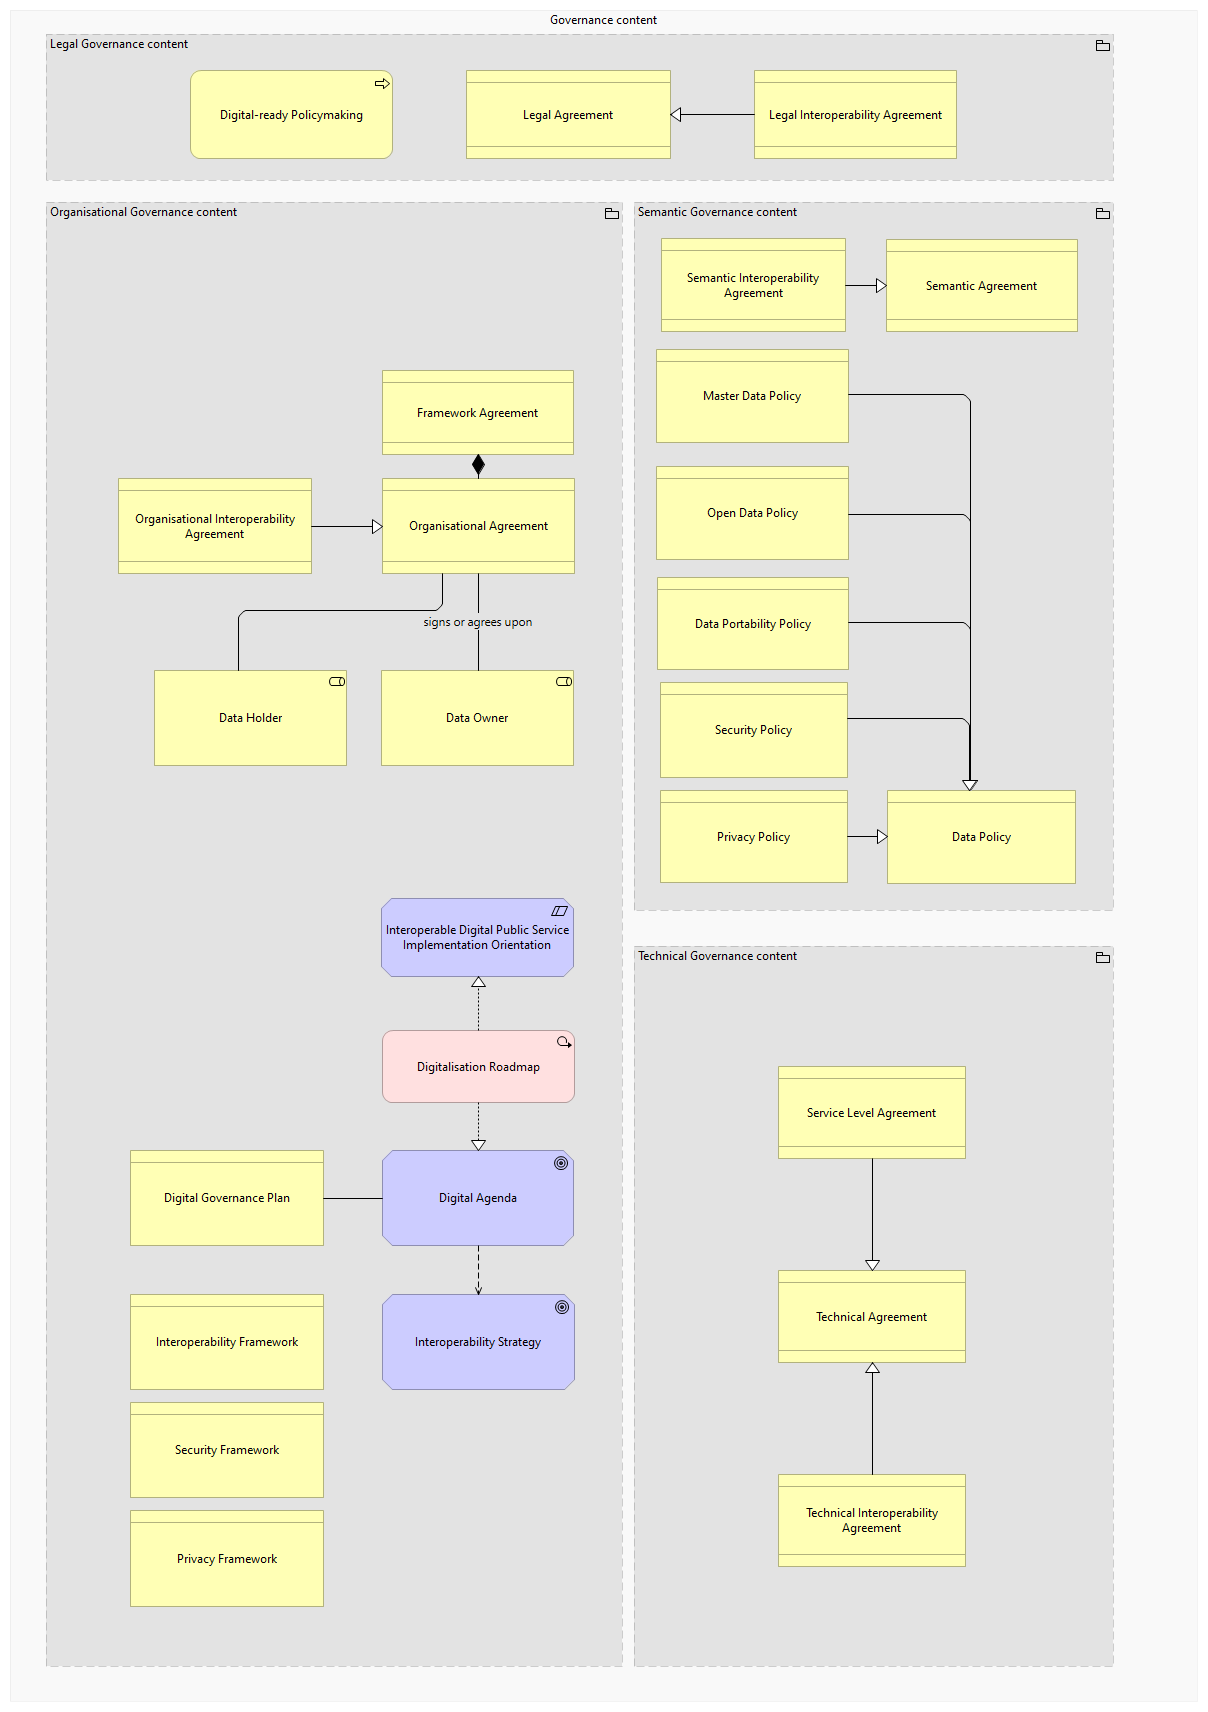 Governance content
Legal Governance content
Digital-ready Policymaking
Legal Agreement
Legal Interoperability Agreement
Organisational Governance content
Framework Agreement
Organisational Interoperability
Agreement
Organisational Agreement
signs or agrees upon
Data Holder
Data Owner
Interoperable Digital Public Service
Implementation Orientation
Digitalisation Roadmap
Digital Governance Plan
Digital Agenda
Interoperability Framework
Interoperability Strategy
Security Framework
Privacy Framework
Semantic Governance content
Semantic Interoperability
Agreement
Semantic Agreement
Master Data Policy
Open Data Policy
Data Portability Policy
Security Policy
Privacy Policy
Data Policy
Technical Governance content
Service Level Agreement
Technical Agreement
Technical Interoperability
Agreement